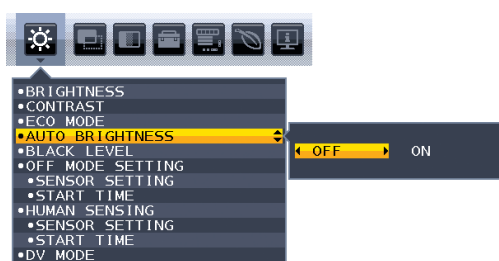 •BRIGHTNESS
•CONTRAST
•ECO MODE
•AUTO BRIGHTNESS
OFF ON
•BLACK LEVEL
•OFF MODE SETTING
•SENSOR SETTING
•START TIME
•HUMAN SENSING
•SENSOR SETTING
•START TIME
•DV MODE